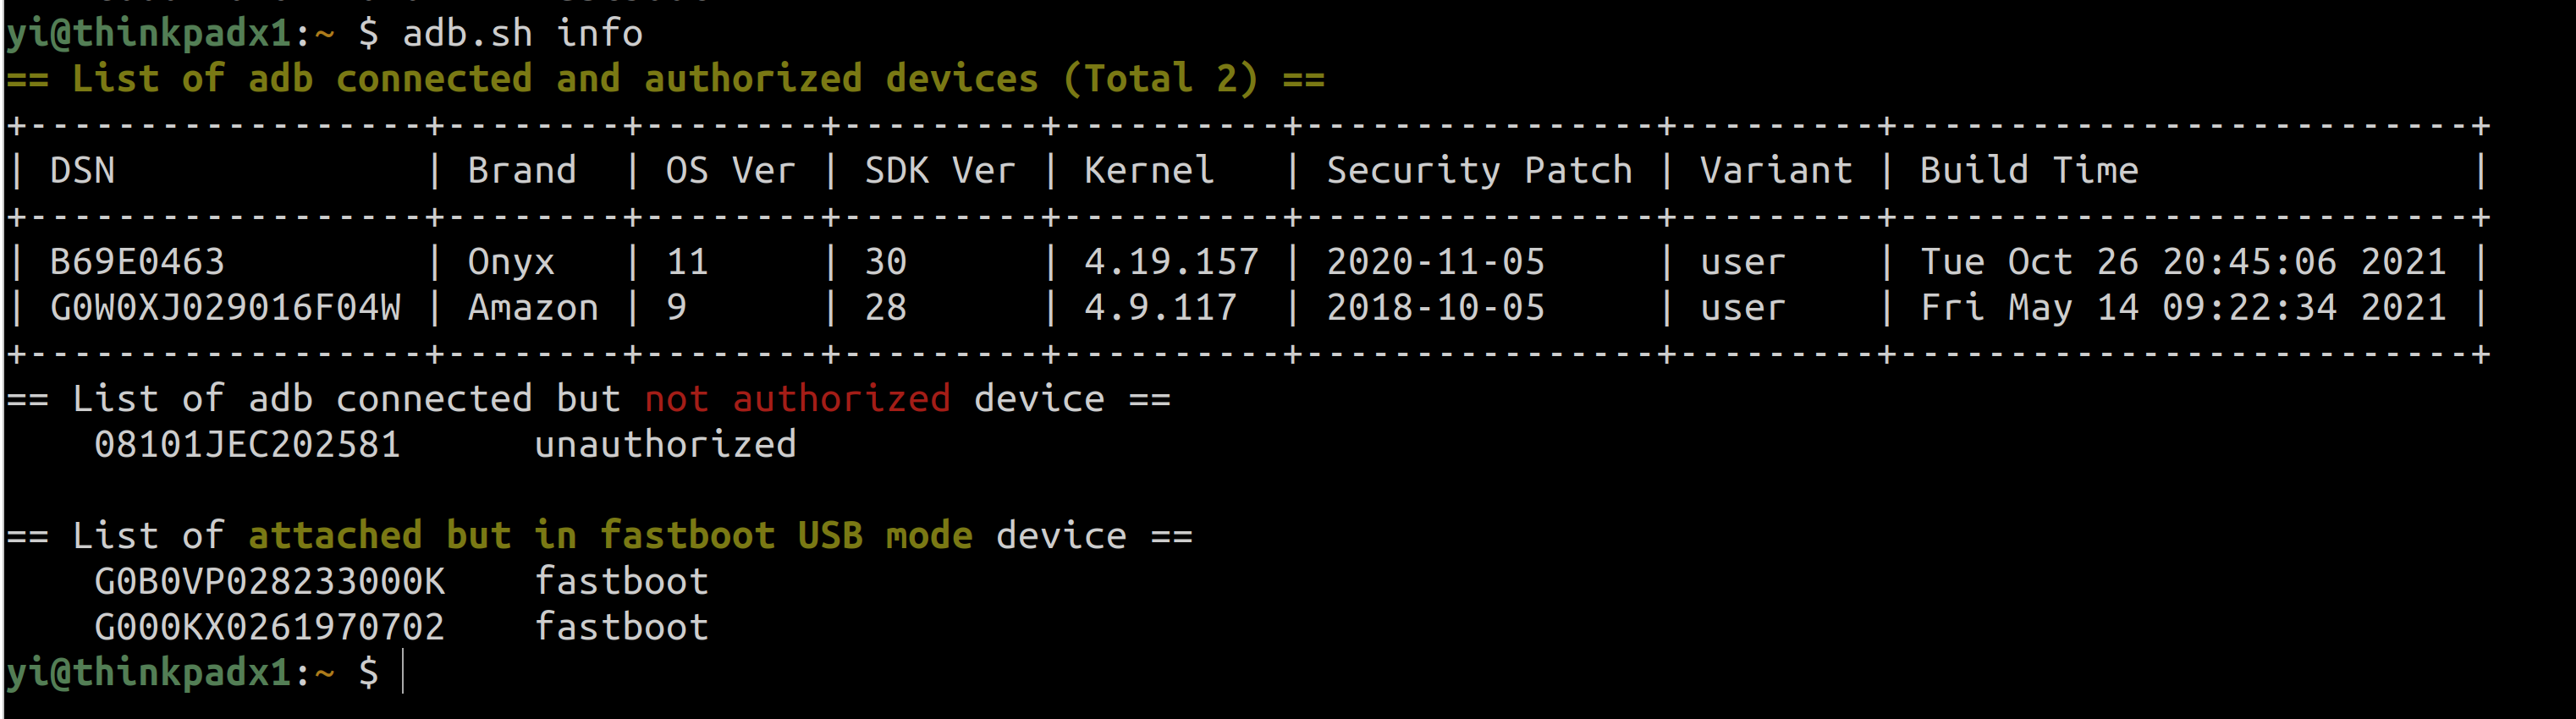 yi@thinkpadx1:~ $ adb.sh info
== List of adb connected and authorized devices (Total 2) ==
+------------------+--------+--------+---------+----------+----------------+---------+--------------------------+
| DSN              | Brand  | OS Ver | SDK Ver | Kernel   | Security Patch | Variant | Build Time               |
+------------------+--------+--------+---------+----------+----------------+---------+--------------------------+
| B69E0463         | Onyx   | 11     | 30      | 4.19.157 | 2020-11-05     | user    | Tue Oct 26 20:45:06 2021 |
| G0W0XJ029016F04W | Amazon | 9      | 28      | 4.9.117  | 2018-10-05     | user    | Fri May 14 09:22:34 2021 |
+------------------+--------+--------+---------+----------+----------------+---------+--------------------------+
== List of adb connected but not authorized device ==
    08101JEC202581      unauthorized

== List of attached but in fastboot USB mode device ==
    G0B0VP028233000K    fastboot
    G000KX0261970702    fastboot
yi@thinkpadx1:~ $